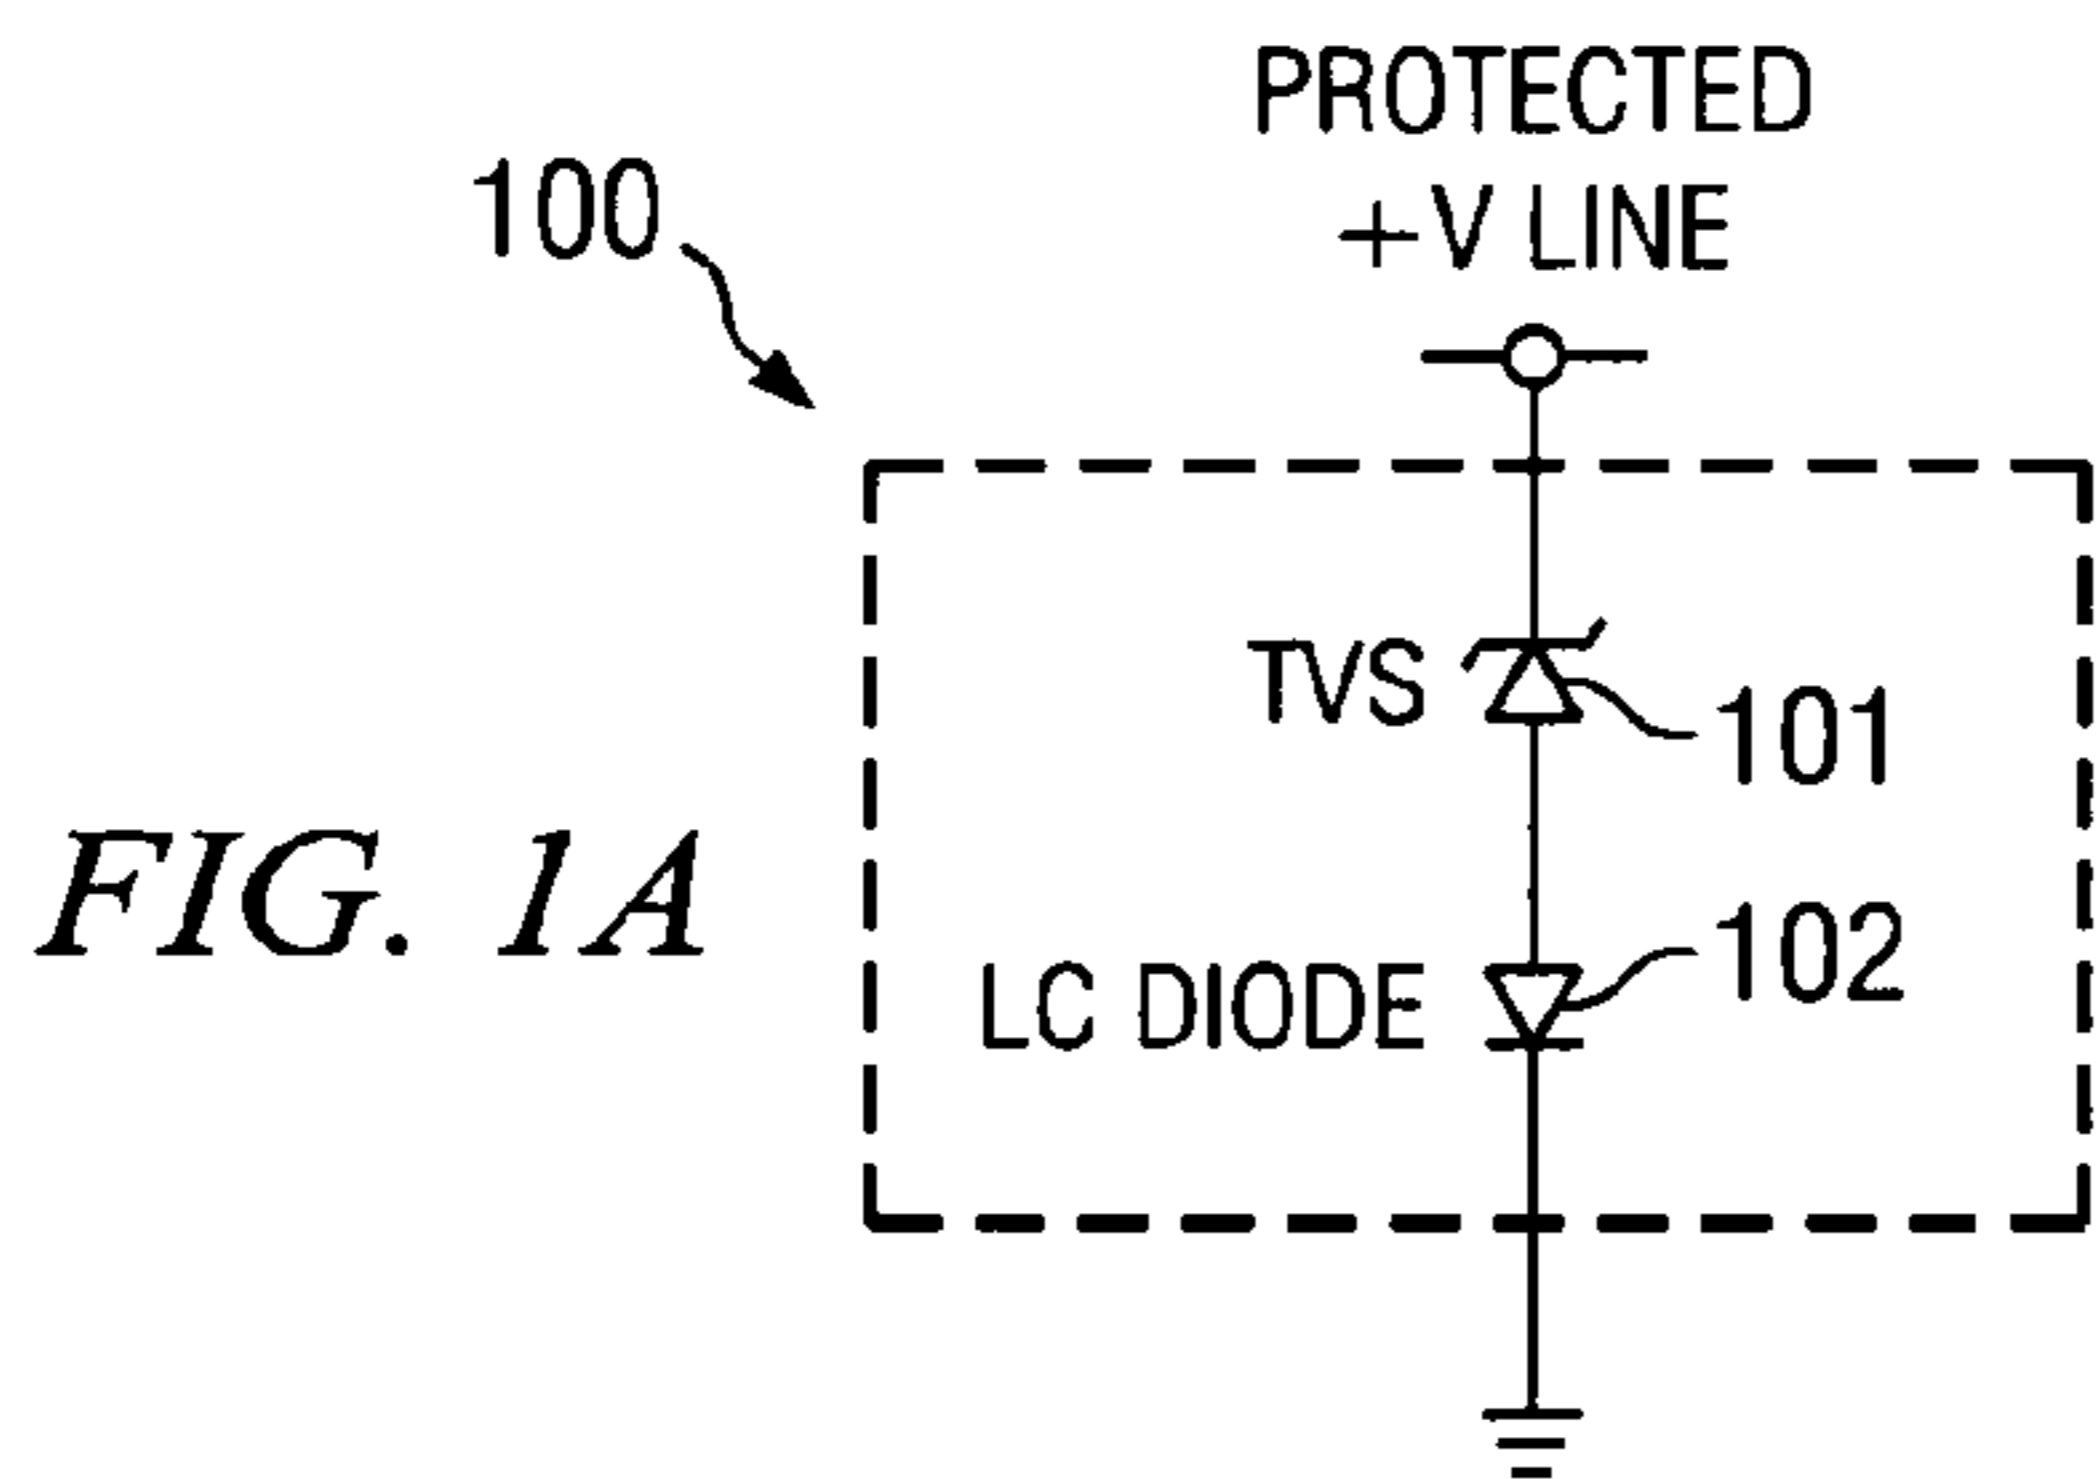 PROTECTED
+V LINE
100
TVS
101
FIG. 1A
LC DIODE
102